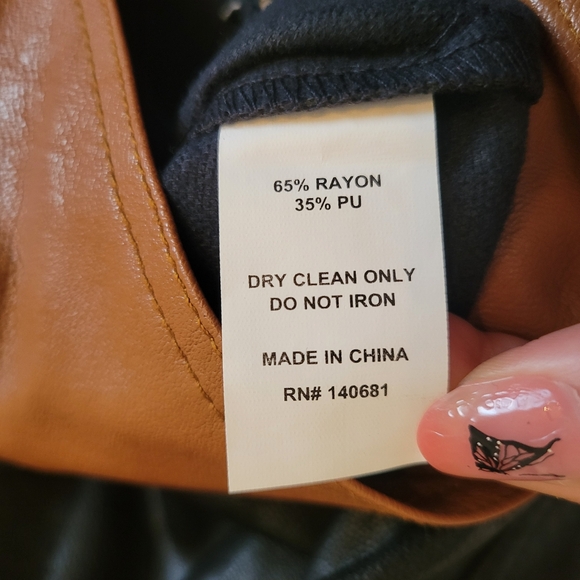 65% RAYON
35% PU
DRY CLEAN ONLY
DO NOT IRON
MADE IN CHINA
RN# 140681